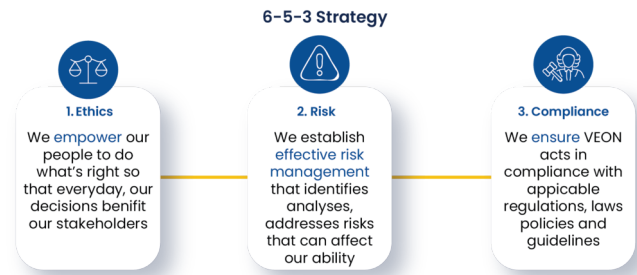 6-5-3 Strategy
1. Ethics
We empower our
people to do
what's right so
that everyday, our
decisions benifit
our stakeholders
2. Risk
We establish
effective risk
management
that identifies
analyses,
addresses risks
that can affect
our ability
3. Compliance
We ensure VEON
acts in
compliance with
appicable
regulations, laws
policies and
guidelines